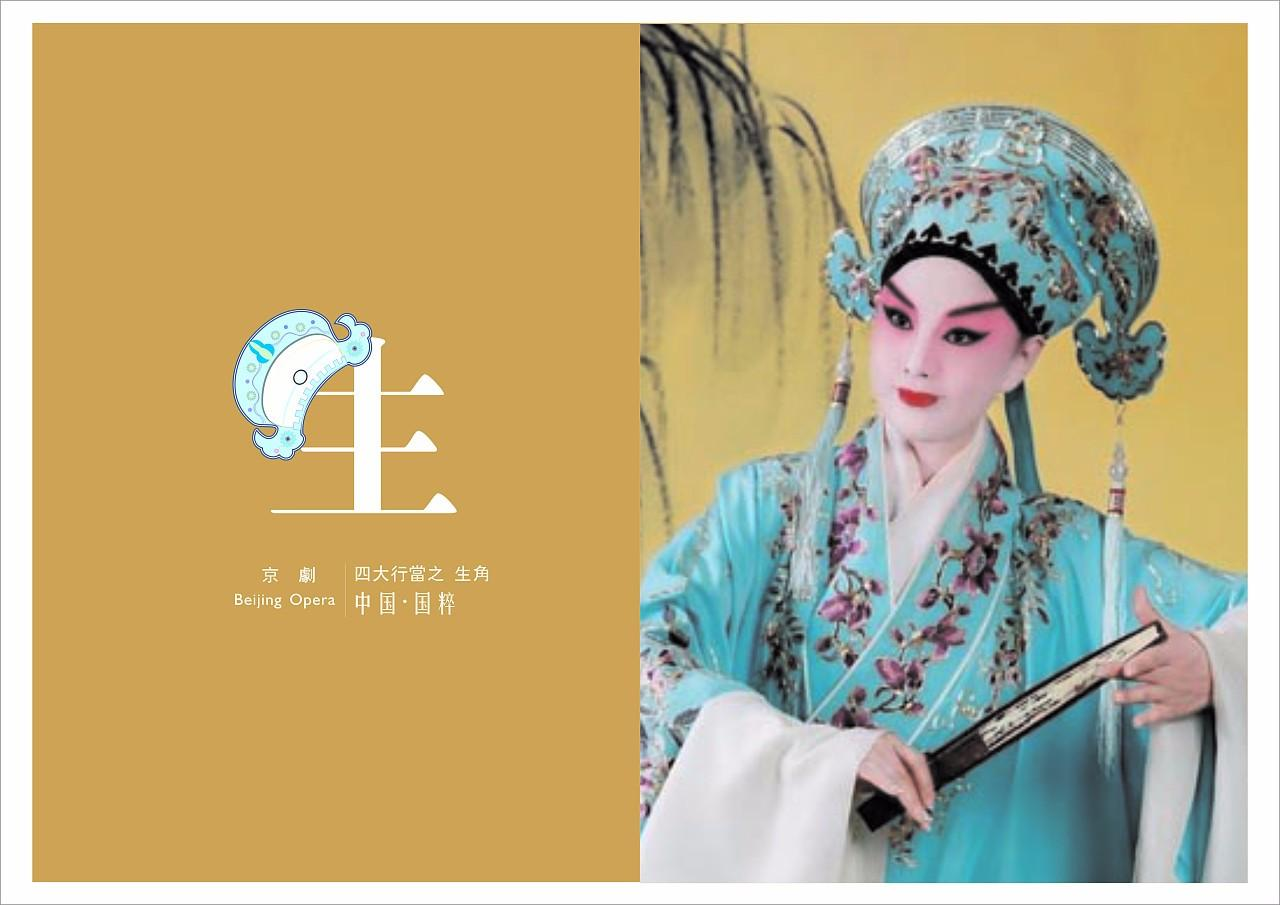 生
京 劇
Beijing Opera
四大行當之 生角
中国·国粹